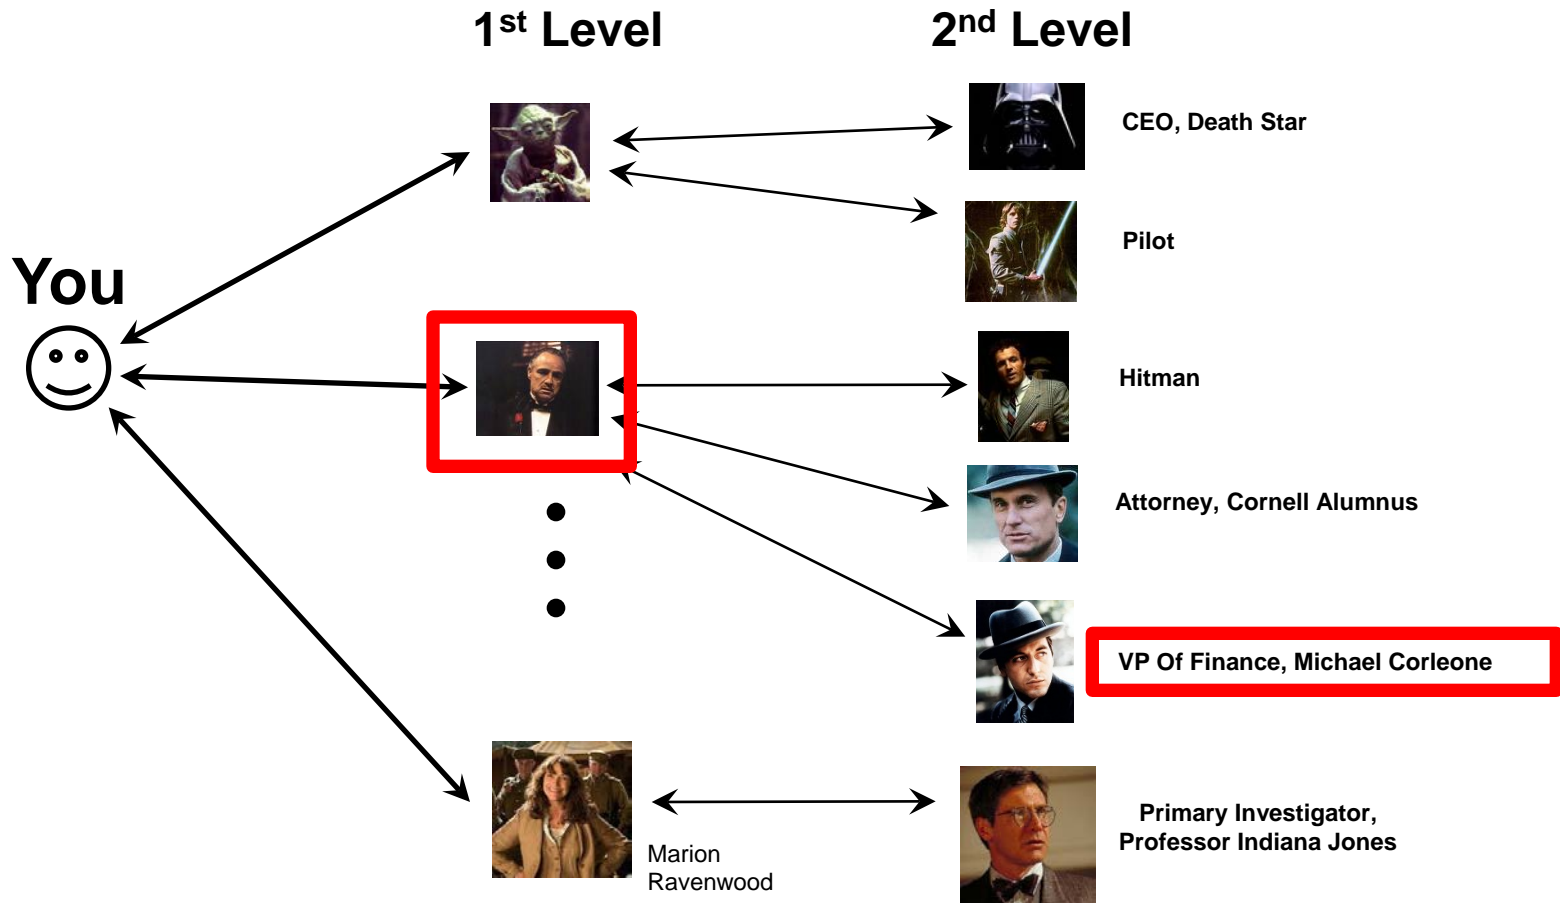 1st Level
2nd Level
CEO, Death Star
Pilot
You
Hitman
Attorney, Cornell Alumnus
VP Of Finance, Michael Corleone
Primary Investigator,
Professor Indiana Jones
Marion
Ravenwood